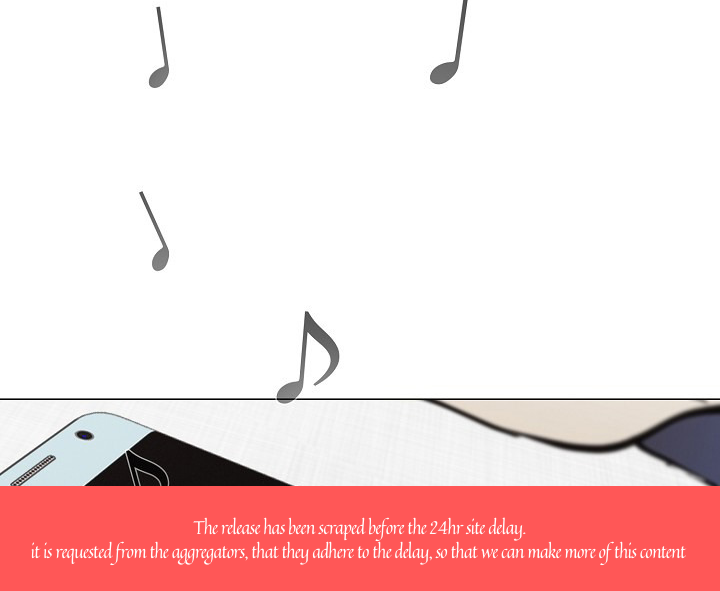 The release has been scraped before the 24hr site delay.
it is requested from the aggregators, that they adhere to the delay, so that we can make more of this content